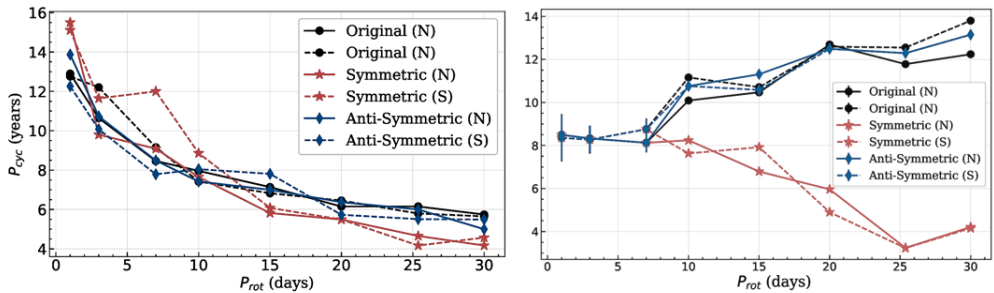 16
14
12
10
8
6
4
0
5
10
15
20
25
30
P_cyc (years)
P_rot (days)
Original (N)
Original (N)
Symmetric (N)
Symmetric (S)
Anti-Symmetric (N)
Anti-Symmetric (S)
14
12
10
8
6
4
0
5
10
15
20
25
30
P_rot (days)
Original (N)
Original (N)
Symmetric (N)
Symmetric (S)
Anti-Symmetric (N)
Anti-Symmetric (S)